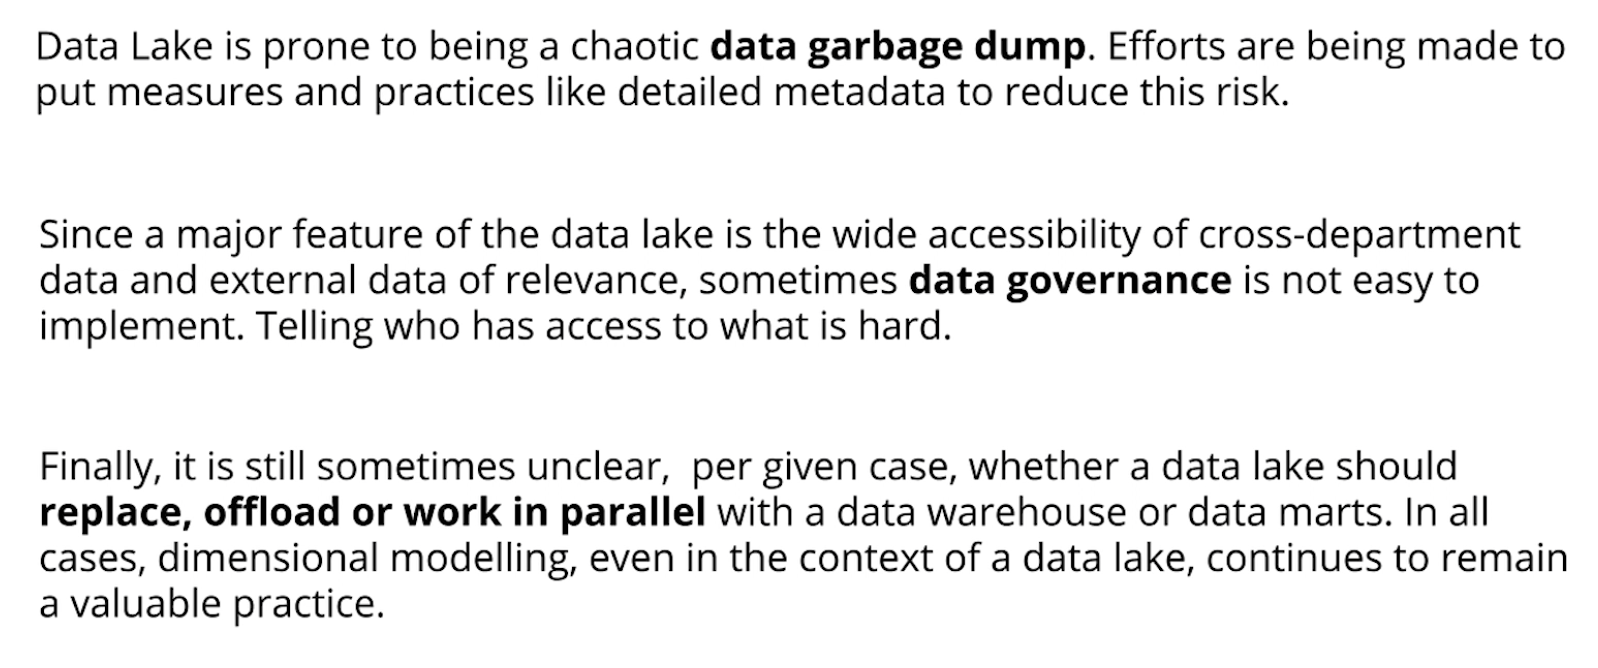 Data Lake is prone to being a chaotic data garbage dump. Efforts are being made to
put measures and practices like detailed metadata to reduce this risk.
Since a major feature of the data lake is the wide accessibility of cross-department
data and external data of relevance, sometimes data governance is not easy to
implement. Telling who has access to what is hard.
Finally, it is still sometimes unclear,  per given case, whether a data lake should
replace, offload or work in parallel with a data warehouse or data marts. In all
cases, dimensional modelling, even in the context of a data lake, continues to remain
a valuable practice.